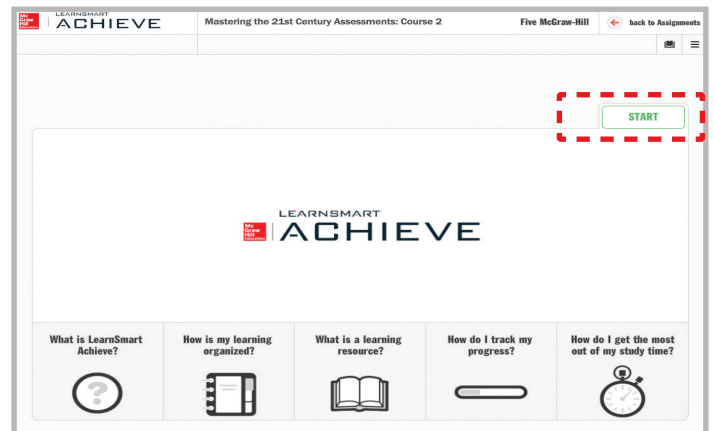 Mc Graw Hill Education
LEARNSMART
ACHIEVE
Mastering the 21st Century Assessments: Course 2
Five McGraw-Hill
back to Assignments
START
Mc Graw Hill Education
LEARNSMART
ACHIEVE
What is LearnSmart
Achieve?
How is my learning
organized?
What is a learning
resource?
How do I track my
progress?
How do I get the most
out of my study time?
?